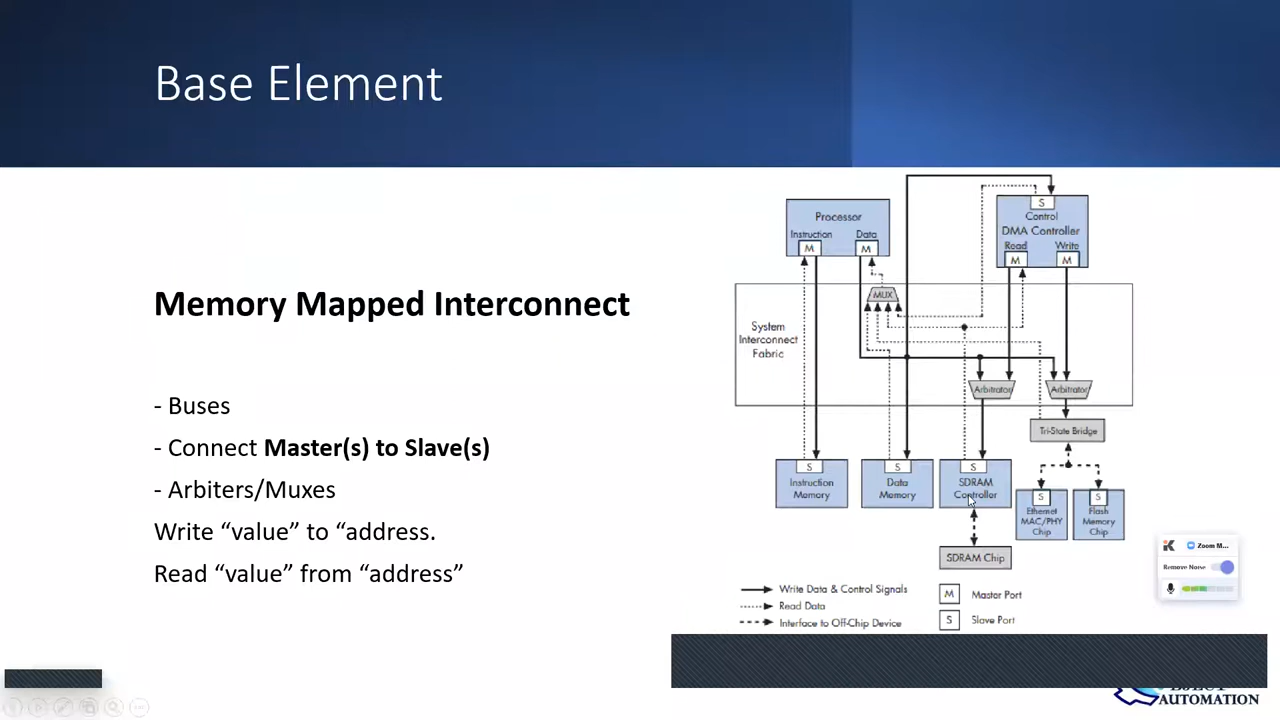 Base Element
Memory Mapped Interconnect
- Buses
- Connect Master(s) to Slave(s)
- Arbiters/Muxes
Write “value” to “address.
Read “value” from “address”
Processor
Instruction Data
M M
S
Control
DMA Controller
Read Write
M M
MUX
System
Interconnect
Fabric
Arbitrator Arbitrator
Tri-State Bridge
S
Instruction
Memory
S
Data
Memory
S
SDRAM
Controller
S
Ethernet
MAC/PHY
Chip
S
Flash
Memory
Chip
SDRAM Chip
Write Data & Control Signals
Read Data
Interface to Off-Chip Device
M Master Port
S Slave Port
Zoom M...
Remove Noise
AUTOMATION